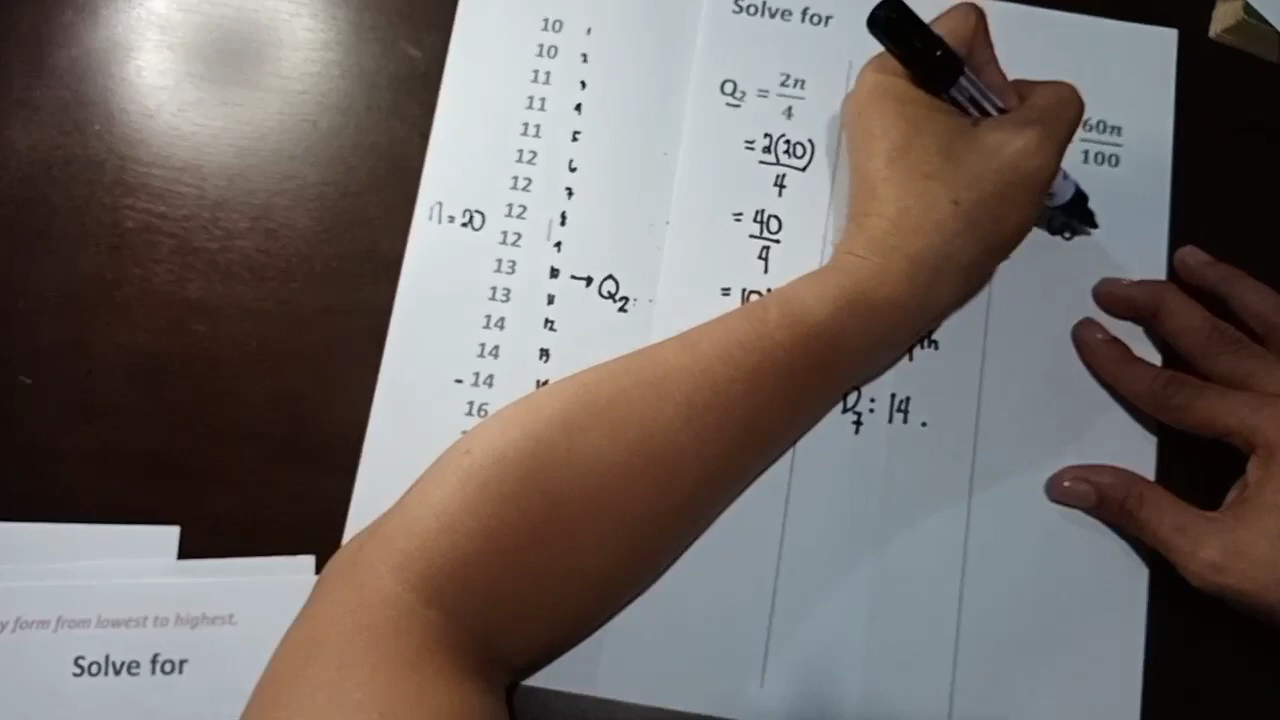 10 1
10 2
11 3
11 4
11 5
12 6
12 7
n = 20 12 8
12 9
13 10 → Q2:
13 11
14 12
14 13
- 14
16
Solve for
Q2 = 2n/4
= 2(20)/4
= 40/4
= 10
th
D7: 14.
60n/100
y form from lowest to highest.
Solve for